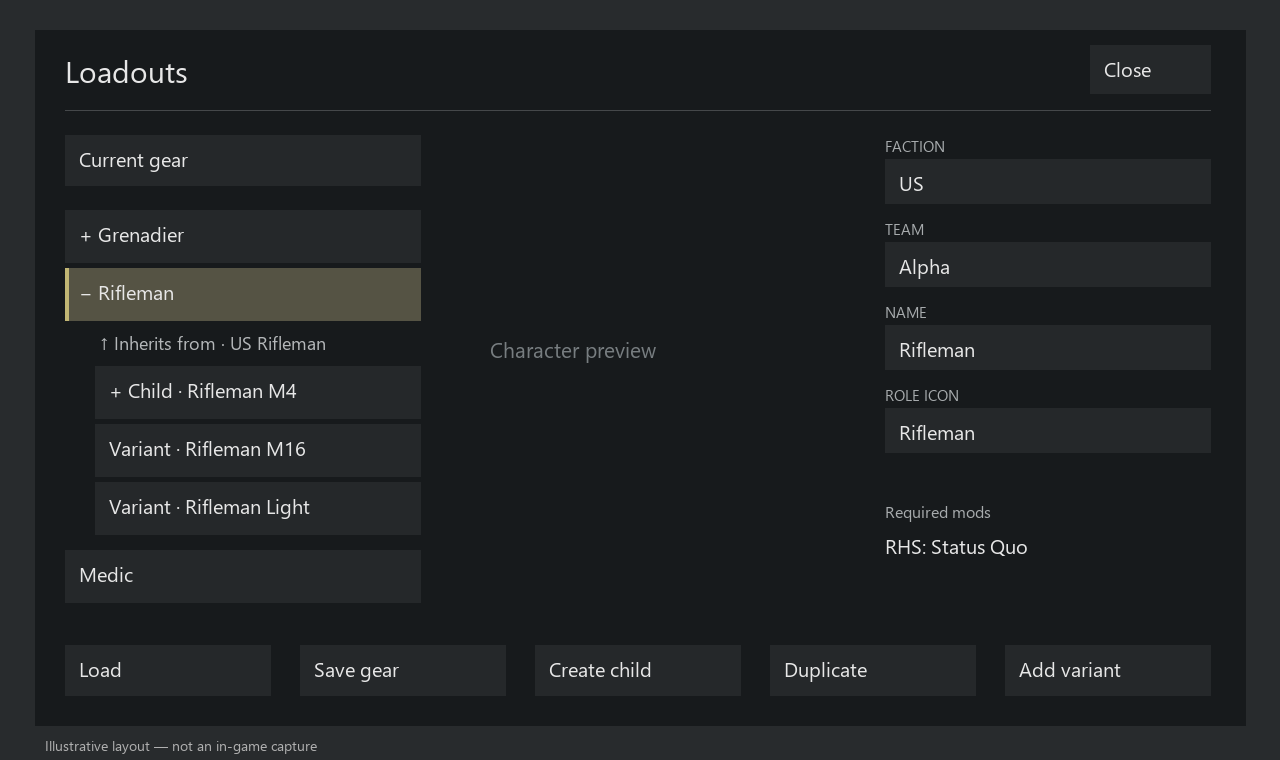 Loadouts
Close
Current gear
+ Grenadier
– Rifleman
↑ Inherits from · US Rifleman
+ Child · Rifleman M4
Variant · Rifleman M16
Variant · Rifleman Light
Medic
Character preview
FACTION
US
TEAM
Alpha
NAME
Rifleman
ROLE ICON
Rifleman
Required mods
RHS: Status Quo
Load
Save gear
Create child
Duplicate
Add variant
Illustrative layout — not an in-game capture